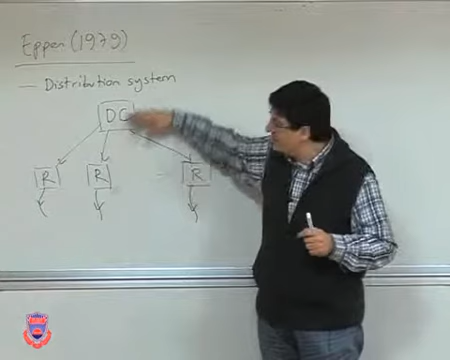 Eppen (1979)
— Distribution system
DC
R R - R